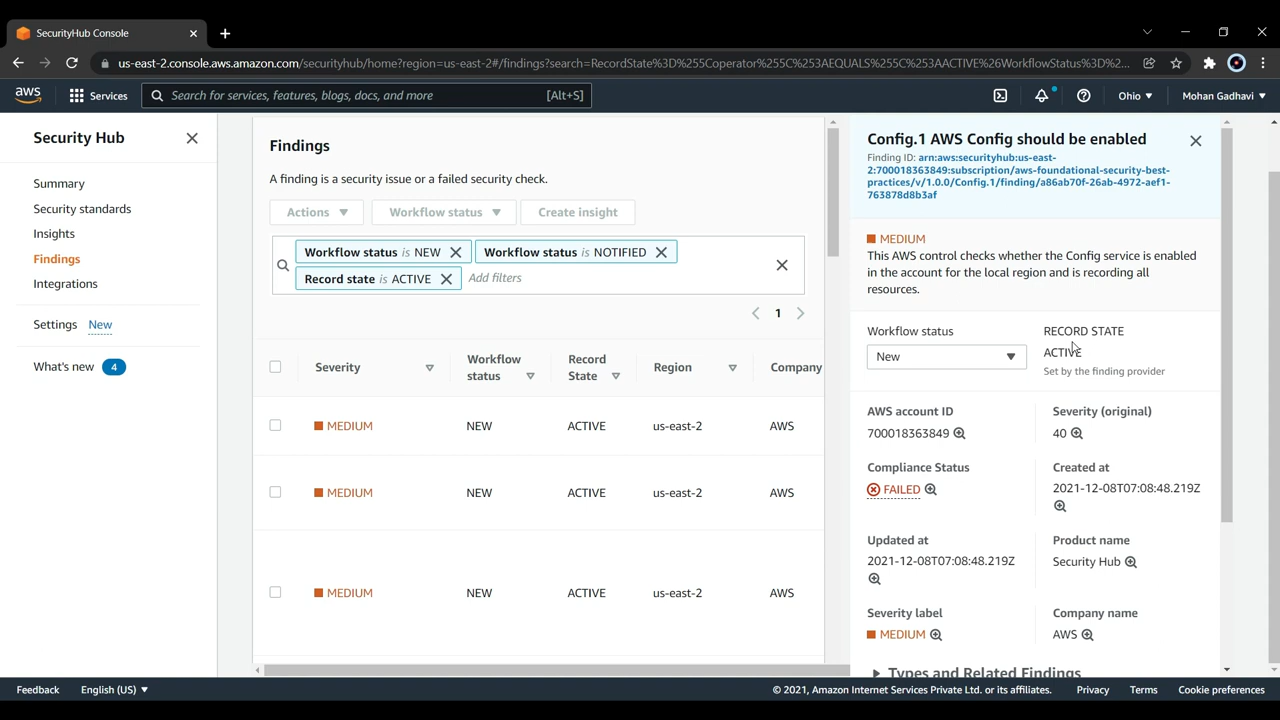 SecurityHub Console
us-east-2.console.aws.amazon.com/securityhub/home?region=us-east-2#/findings?search=RecordState%3D%255Coperator%255C%253AEQUALS%255C%253AACTIVE%26WorkflowStatus%3D%2...
aws
Services
Search for services, features, blogs, docs, and more
[Alt+S]
Ohio ▼
Mohan Gadhavi ▼
Security Hub
Summary
Security standards
Insights
Findings
Integrations
Settings New
What's new 4
Findings
A finding is a security issue or a failed security check.
Actions ▼
Workflow status ▼
Create insight
Workflow status is NEW
Workflow status is NOTIFIED
Record state is ACTIVE
Add filters
1
Severity
Workflow status
Record State
Region
Company
MEDIUM NEW ACTIVE us-east-2 AWS
MEDIUM NEW ACTIVE us-east-2 AWS
MEDIUM NEW ACTIVE us-east-2 AWS
Config.1 AWS Config should be enabled
Finding ID: arn:aws:securityhub:us-east-
2:700018363849:subscription/aws-foundational-security-best-
practices/v/1.0.0/Config.1/finding/a86ab70f-26ab-4972-aef1-
763878d8b3af
MEDIUM
This AWS control checks whether the Config service is enabled
in the account for the local region and is recording all
resources.
Workflow status
New
RECORD STATE
ACTIVE
Set by the finding provider
AWS account ID
700018363849
Severity (original)
40
Compliance Status
FAILED
Created at
2021-12-08T07:08:48.219Z
Updated at
2021-12-08T07:08:48.219Z
Product name
Security Hub
Severity label
MEDIUM
Company name
AWS
Types and Related Findings
Feedback
English (US) ▼
© 2021, Amazon Internet Services Private Ltd. or its affiliates.
Privacy
Terms
Cookie preferences